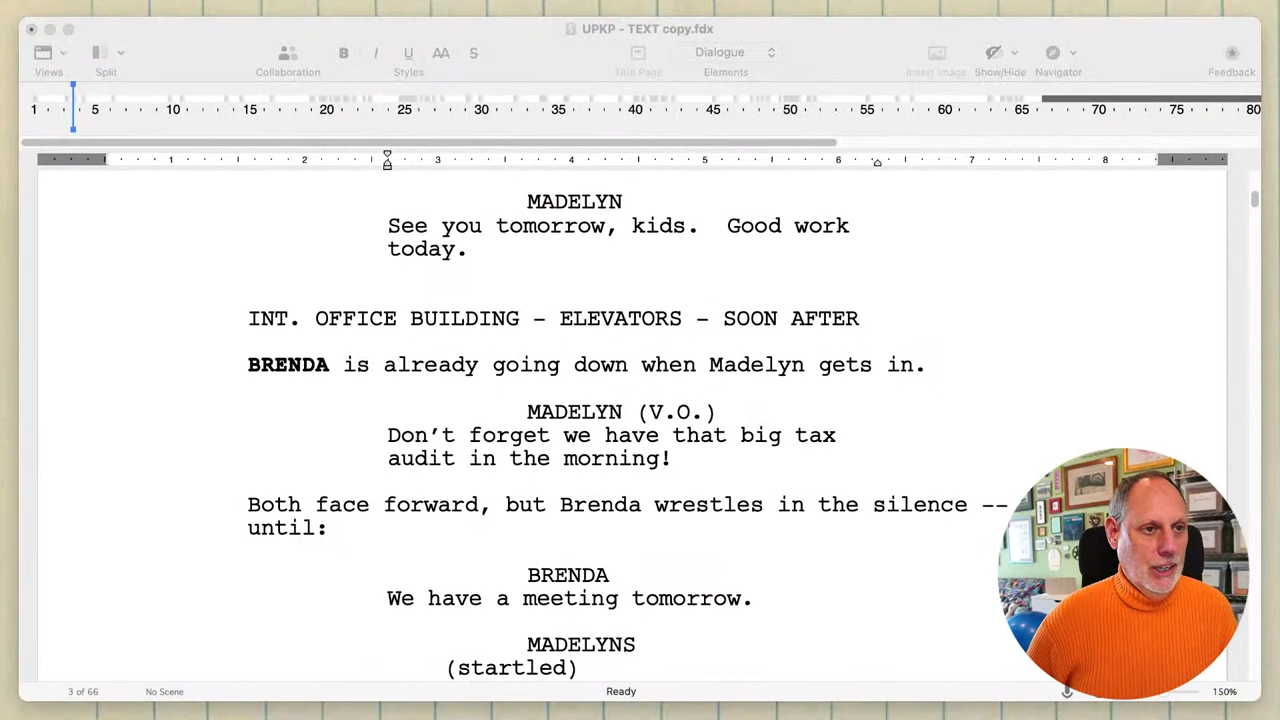 UPKP - TEXT copy.fdx
Views Split Collaboration B I U AA S Styles Title Page Dialogue Elements Insert Image Show/Hide Navigator Feedback
1 5 10 15 20 25 30 35 40 45 50 55 60 65 70 75 80
1 2 3 4 5 6 7 8
MADELYN
See you tomorrow, kids.  Good work
today.
INT. OFFICE BUILDING – ELEVATORS – SOON AFTER
BRENDA is already going down when Madelyn gets in.
MADELYN (V.O.)
Don’t forget we have that big tax
audit in the morning!
Both face forward, but Brenda wrestles in the silence --
until:
BRENDA
We have a meeting tomorrow.
MADELYNS
(startled)
3 of 66 No Scene Ready 150%